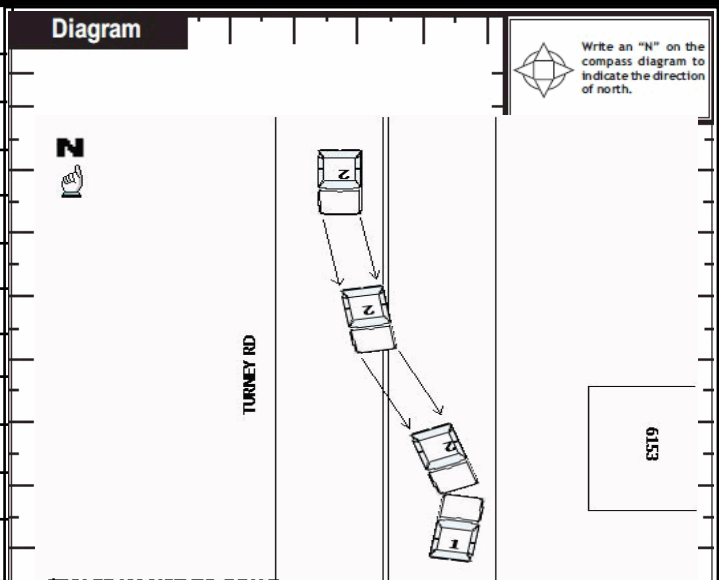 Diagram
Write an "N" on the
compass diagram to
indicate the direction
of north.
N
2
2
TURNEY RD
2
6153
1